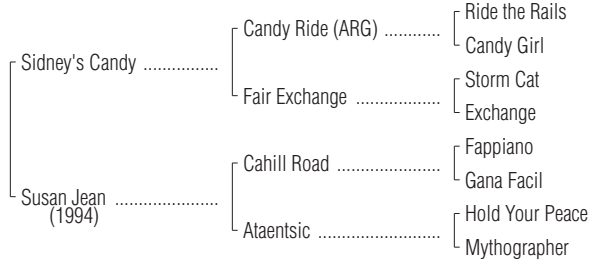 Ride the Rails
Candy Ride (ARG) ............
Candy Girl
Sidney's Candy ................
Storm Cat
Fair Exchange ..................
Exchange
Fappiano
Cahill Road ......................
Gana Facil
Susan Jean ......................
(1994)
Hold Your Peace
Ataentsic ..........................
Mythographer